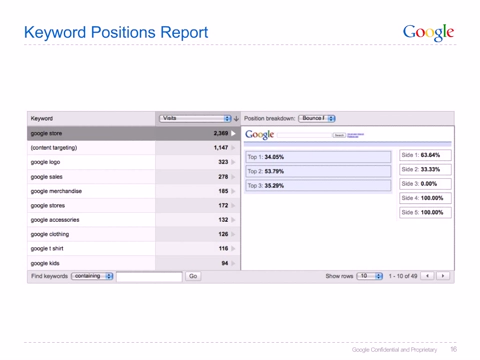 Keyword Positions Report
Google
Keyword Visits Position breakdown: Bounce I
google store 2,369
(content targeting) 1,147
google logo 323
google sales 278
google merchandise 185
google stores 172
google accessories 132
google clothing 126
google t shirt 116
google kids 94
Google Search
Top 1: 34.05%
Top 2: 53.79%
Top 3: 35.29%
Side 1: 63.64%
Side 2: 33.33%
Side 3: 0.00%
Side 4: 100.00%
Side 5: 100.00%
Find keywords containing Go Show rows 10 1 - 10 of 49
Google Confidential and Proprietary 16